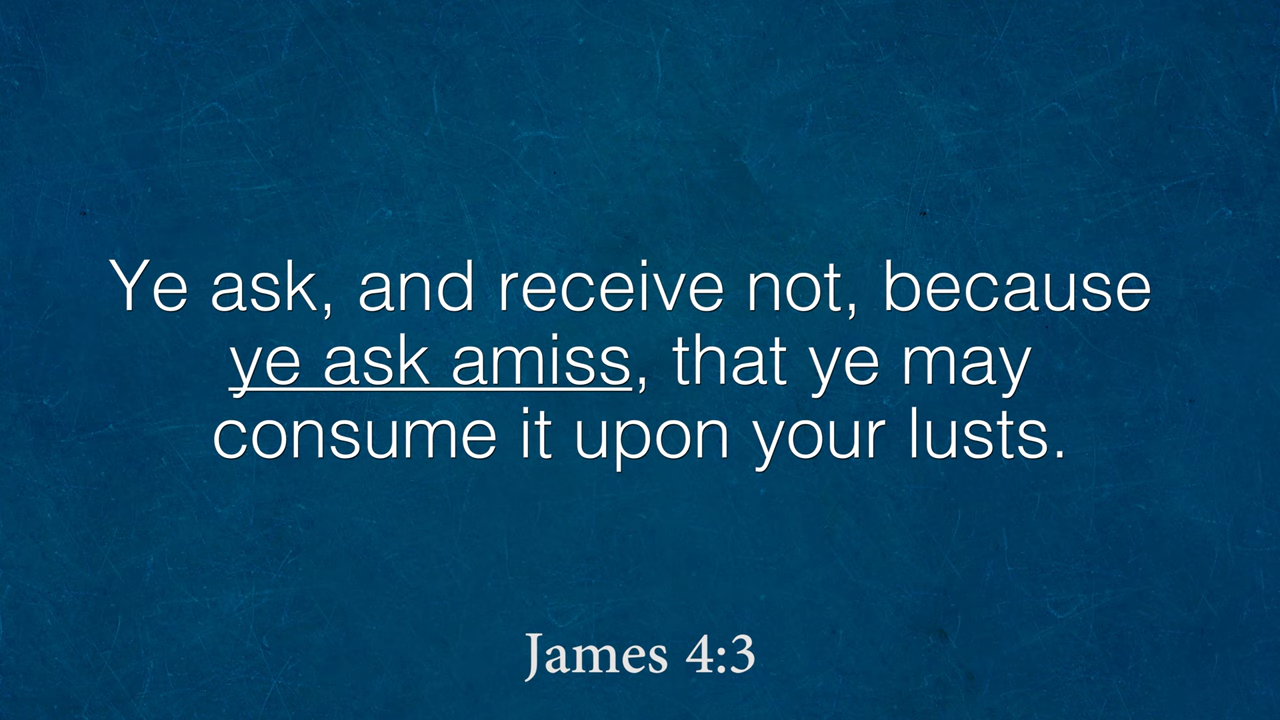 Ye ask, and receive not, because
ye ask amiss, that ye may
consume it upon your lusts.
James 4:3